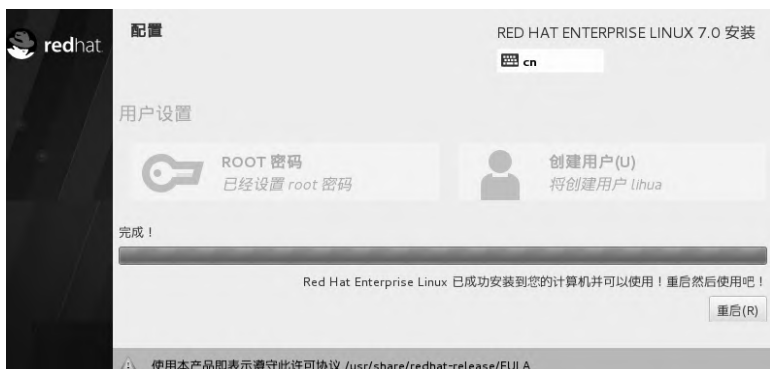 redhat.
配置
RED HAT ENTERPRISE LINUX 7.0 安装
cn
用户设置
ROOT 密码
已经设置 root 密码
创建用户(U)
将创建用户 lihua
完成！
Red Hat Enterprise Linux 已成功安装到您的计算机并可以使用！重启然后使用吧！
重启(R)
使用本产品即表示遵守此许可协议 /usr/share/redhat-release/EULA